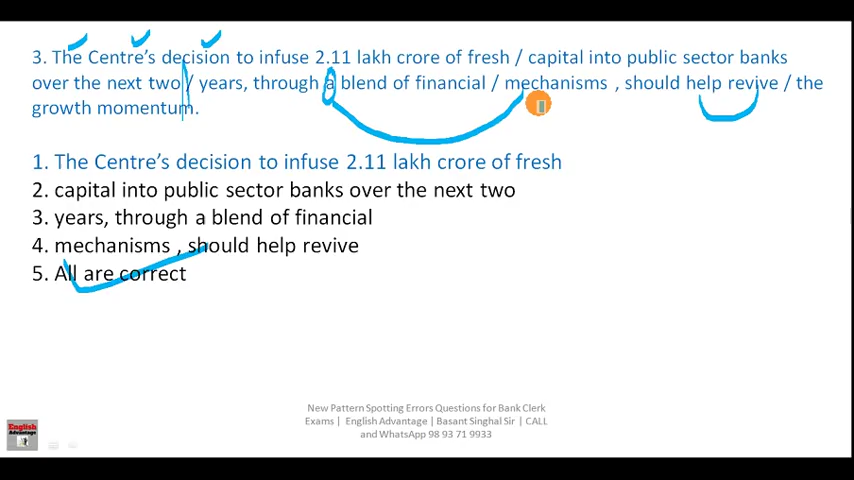 3. The Centre's decision to infuse 2.11 lakh crore of fresh / capital into public sector banks
over the next two / years, through a blend of financial / mechanisms , should help revive / the
growth momentum.
1. The Centre's decision to infuse 2.11 lakh crore of fresh
2. capital into public sector banks over the next two
3. years, through a blend of financial
4. mechanisms , should help revive
5. All are correct
New Pattern Spotting Errors Questions for Bank Clerk
Exams | English Advantage | Basant Singhal Sir | CALL
and WhatsApp 98 93 71 9933
English
Advantage